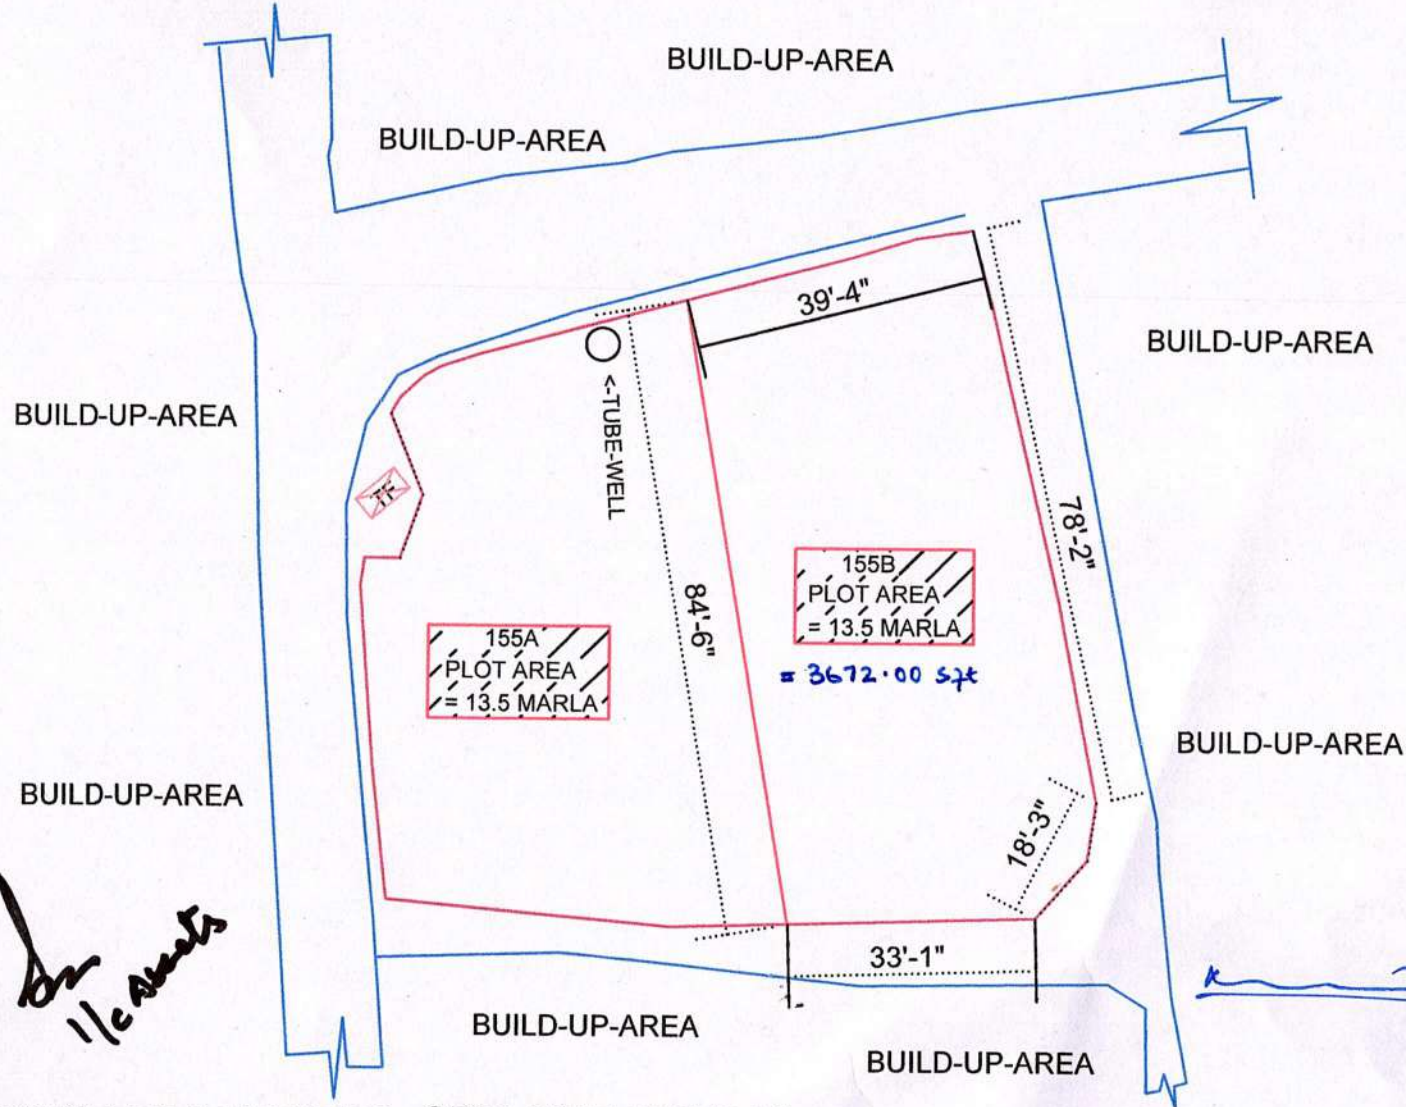 BUILD-UP-AREA
BUILD-UP-AREA
39'-4"
BUILD-UP-AREA
BUILD-UP-AREA
<-TUBE-WELL
TF
78'-2"
155B
PLOT AREA
= 13.5 MARLA
= 3672.00 sft
84'-6"
155A
PLOT AREA
= 13.5 MARLA
BUILD-UP-AREA
BUILD-UP-AREA
18'-3"
33'-1"
I/c Assets
BUILD-UP-AREA
BUILD-UP-AREA